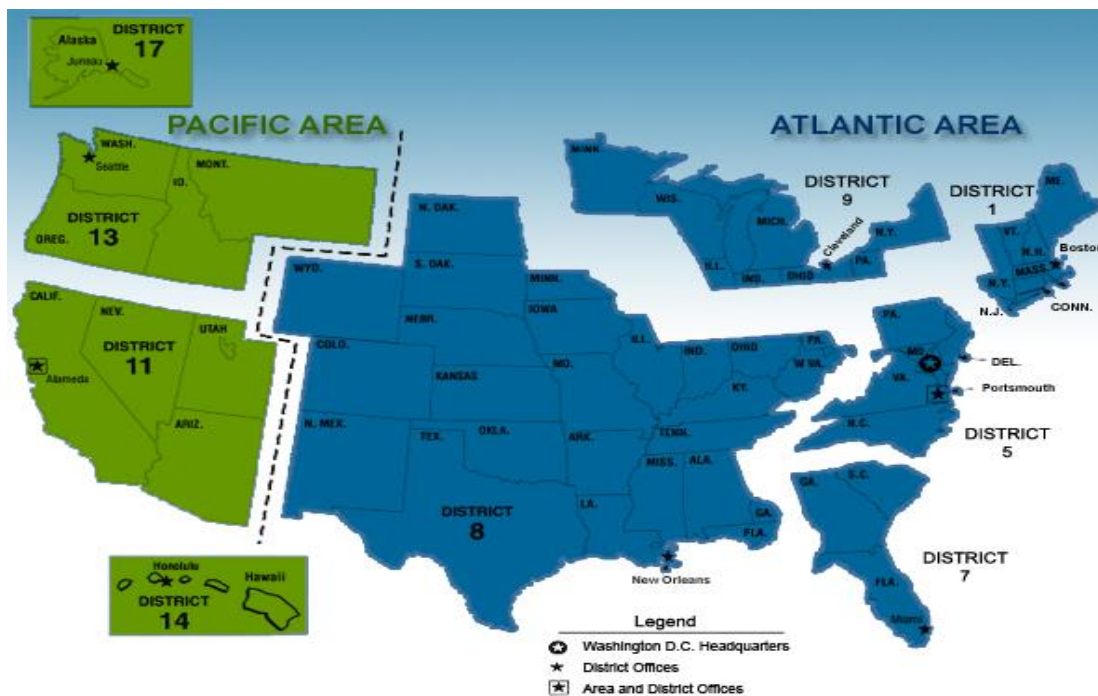 DISTRICT
17
Alaska
Juneau
PACIFIC AREA
ATLANTIC AREA
WASH.
Seattle
ID.
MONT.
DISTRICT
13
OREG.
CALIF.
NEV.
UTAH
DISTRICT
11
Alameda
ARIZ.
Honolulu
Hawaii
DISTRICT
14
N. DAK.
WYO.
S. DAK.
MINN.
NEBR.
IOWA
COLO.
ILL.
KANSAS
MO.
IND.
OHIO
PA.
W VA.
KY.
N. MEX.
TEX.
OKLA.
ARK.
TENN.
MISS.
ALA.
LA.
GA.
FLA.
DISTRICT
8
New Orleans
MINN
WIS.
MICH.
DISTRICT
9
Cleveland
N.Y.
ILL.
IND.
OHIO
PA.
DISTRICT
1
ME.
VT.
N.H.
Boston
MASS.
N.Y.
CONN.
N.J.
PA.
MD.
DEL.
VA.
Portsmouth
N.C.
DISTRICT
5
GA.
S.C.
FLA.
DISTRICT
7
Miami
Legend
Washington D.C. Headquarters
District Offices
Area and District Offices